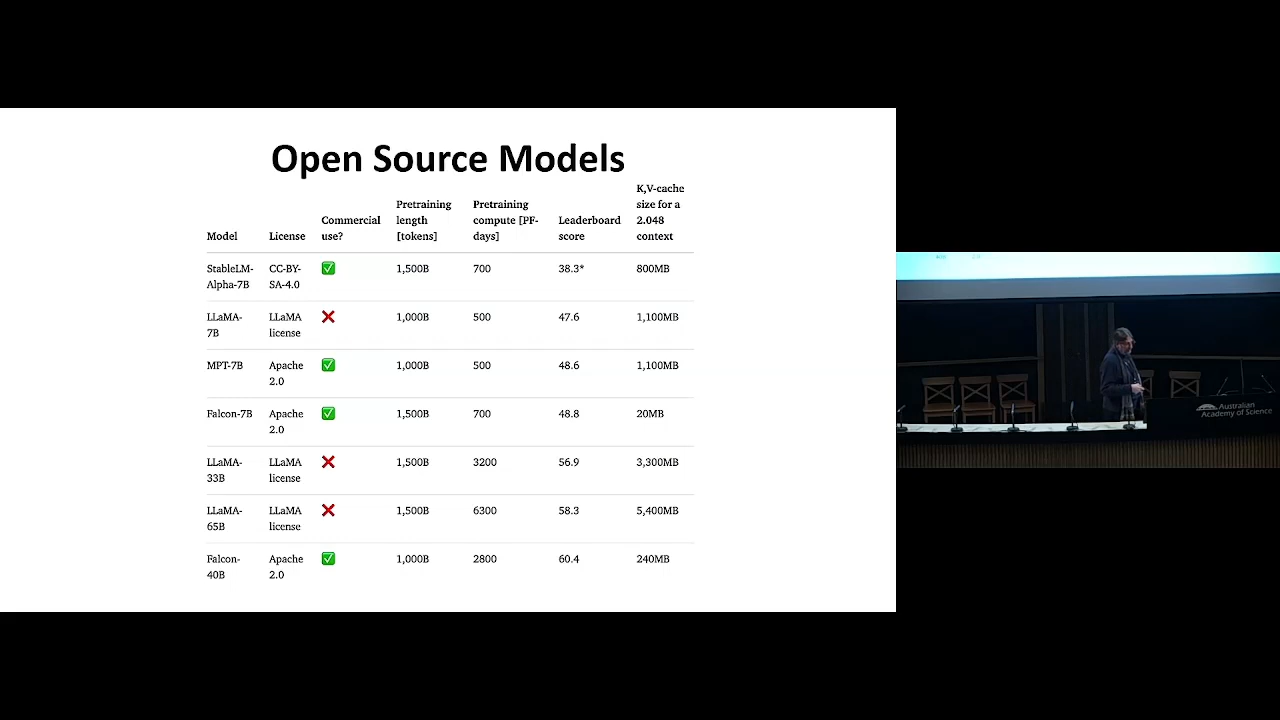 Open Source Models
Model
License
Commercial
use?
Pretraining
length
[tokens]
Pretraining
compute [PF-
days]
Leaderboard
score
K,V-cache
size for a
2.048
context
StableLM-
Alpha-7B
CC-BY-
SA-4.0
✅
1,500B
700
38.3*
800MB
LLaMA-
7B
LLaMA
license
❌
1,000B
500
47.6
1,100MB
MPT-7B
Apache
2.0
✅
1,000B
500
48.6
1,100MB
Falcon-7B
Apache
2.0
✅
1,500B
700
48.8
20MB
LLaMA-
33B
LLaMA
license
❌
1,500B
3200
56.9
3,300MB
LLaMA-
65B
LLaMA
license
❌
1,500B
6300
58.3
5,400MB
Falcon-
40B
Apache
2.0
✅
1,000B
2800
60.4
240MB
Australian
Academy of Science